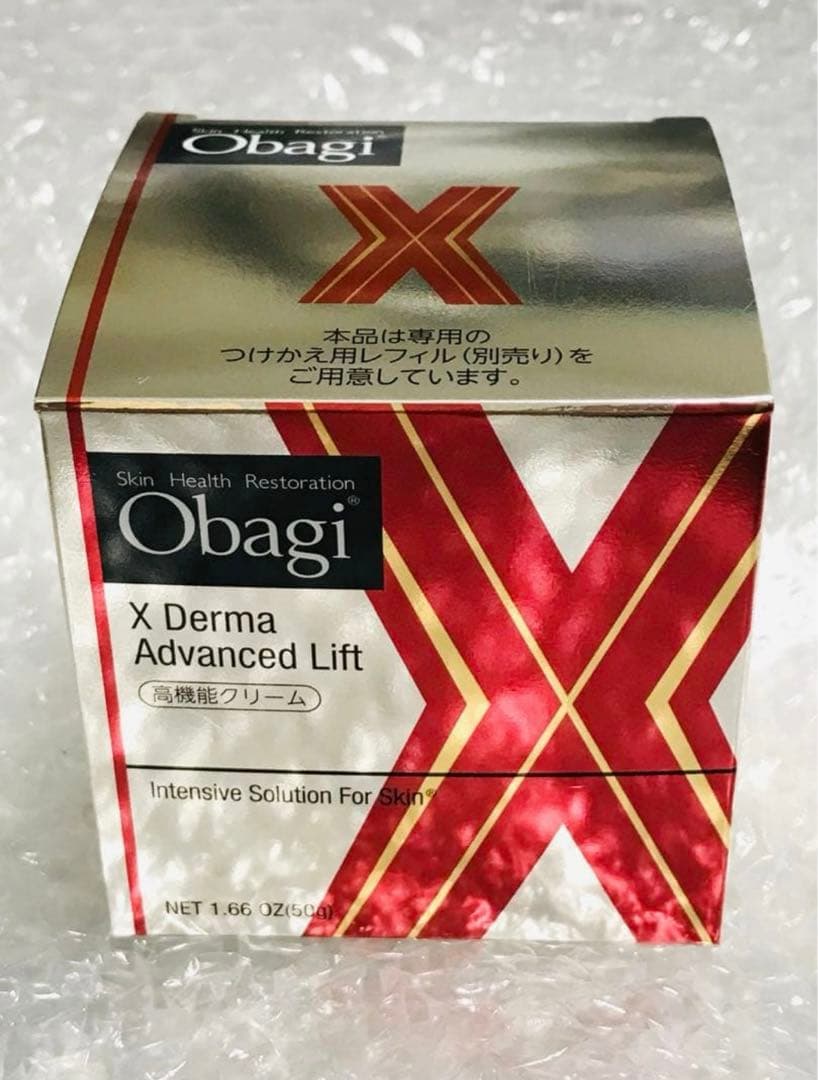 Skin Health Restoration
Obagi®
X
本品は専用の
つけかえ用レフィル(別売り)を
ご用意しています。
Skin Health Restoration
Obagi®
X
X Derma
Advanced Lift
高機能クリーム
Intensive Solution For Skin®
NET 1.66 OZ(50g)